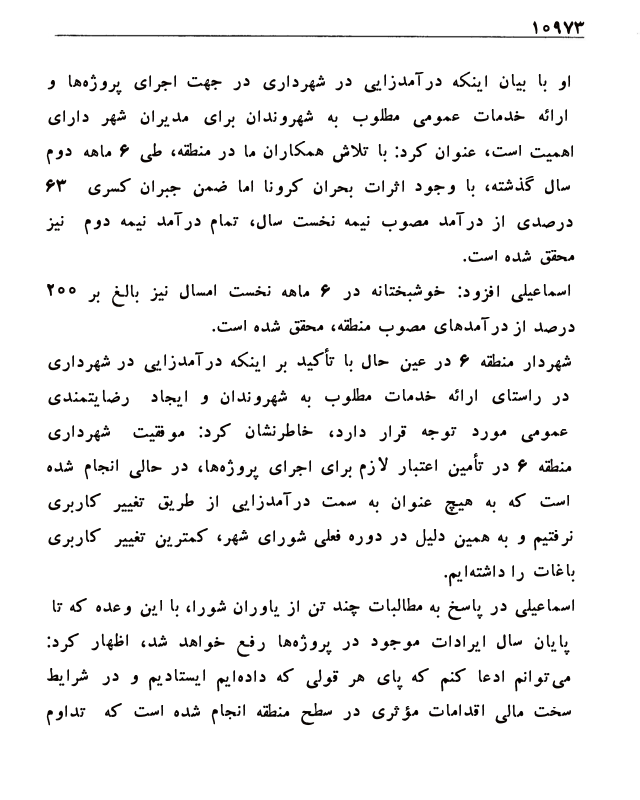 ۱۰۹۷۳
او با بیان اینکه درآمدزایی در شهرداری در جهت اجرای پروژه‌ها و
ارائه خدمات عمومی مطلوب به شهروندان برای مدیران شهر دارای
اهمیت است، عنوان کرد: با تلاش همکاران ما در منطقه، طی ۶ ماهه دوم
سال گذشته، با وجود اثرات بحران کرونا اما ضمن جبران کسری ۶۳
درصدی از درآمد مصوب نیمه نخست سال، تمام درآمد نیمه دوم نیز
محقق شده است.
اسماعیلی افزود: خوشبختانه در ۶ ماهه نخست امسال نیز بالغ بر ۲۰۰
درصد از درآمدهای مصوب منطقه، محقق شده است.
شهردار منطقه ۶ در عین حال با تأکید بر اینکه درآمدزایی در شهرداری
در راستای ارائه خدمات مطلوب به شهروندان و ایجاد رضایتمندی
عمومی مورد توجه قرار دارد، خاطرنشان کرد: موفقیت شهرداری
منطقه ۶ در تأمین اعتبار لازم برای اجرای پروژه‌ها، در حالی انجام شده
است که به هیچ عنوان به سمت درآمدزایی از طریق تغییر کاربری
نرفتیم و به همین دلیل در دوره فعلی شورای شهر، کمترین تغییر کاربری
باغات را داشته‌ایم.
اسماعیلی در پاسخ به مطالبات چند تن از یاوران شورا، با این وعده که تا
پایان سال ایرادات موجود در پروژه‌ها رفع خواهد شد، اظهار کرد:
می‌توانم ادعا کنم که پای هر قولی که داده‌ایم ایستادیم و در شرایط
سخت مالی اقدامات مؤثری در سطح منطقه انجام شده است که تداوم